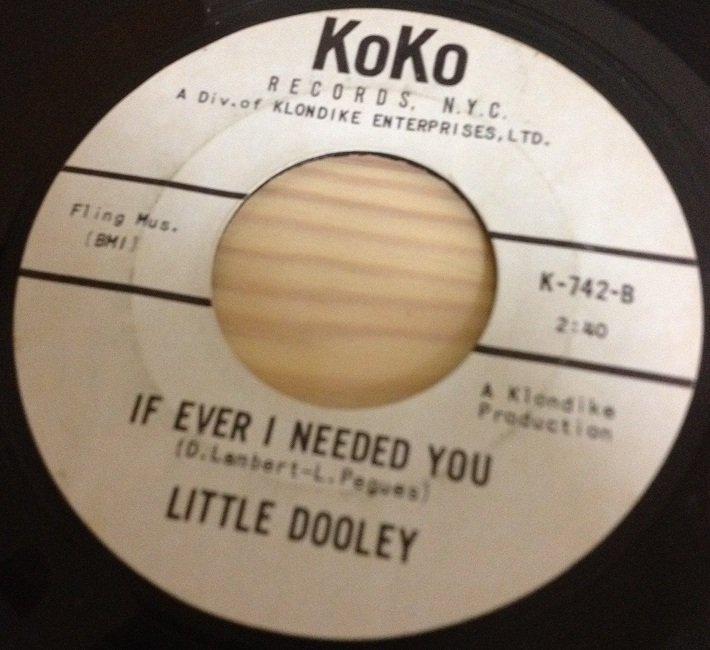 KoKo
RECORDS, N.Y.C.
A Div.of KLONDIKE ENTERPRISES,LTD.
Fling Mus.
(BMI)
K-742-B
2:40
A Klondike
Production
IF EVER I NEEDED YOU
(D.Lambert-L.Pegues)
LITTLE DOOLEY